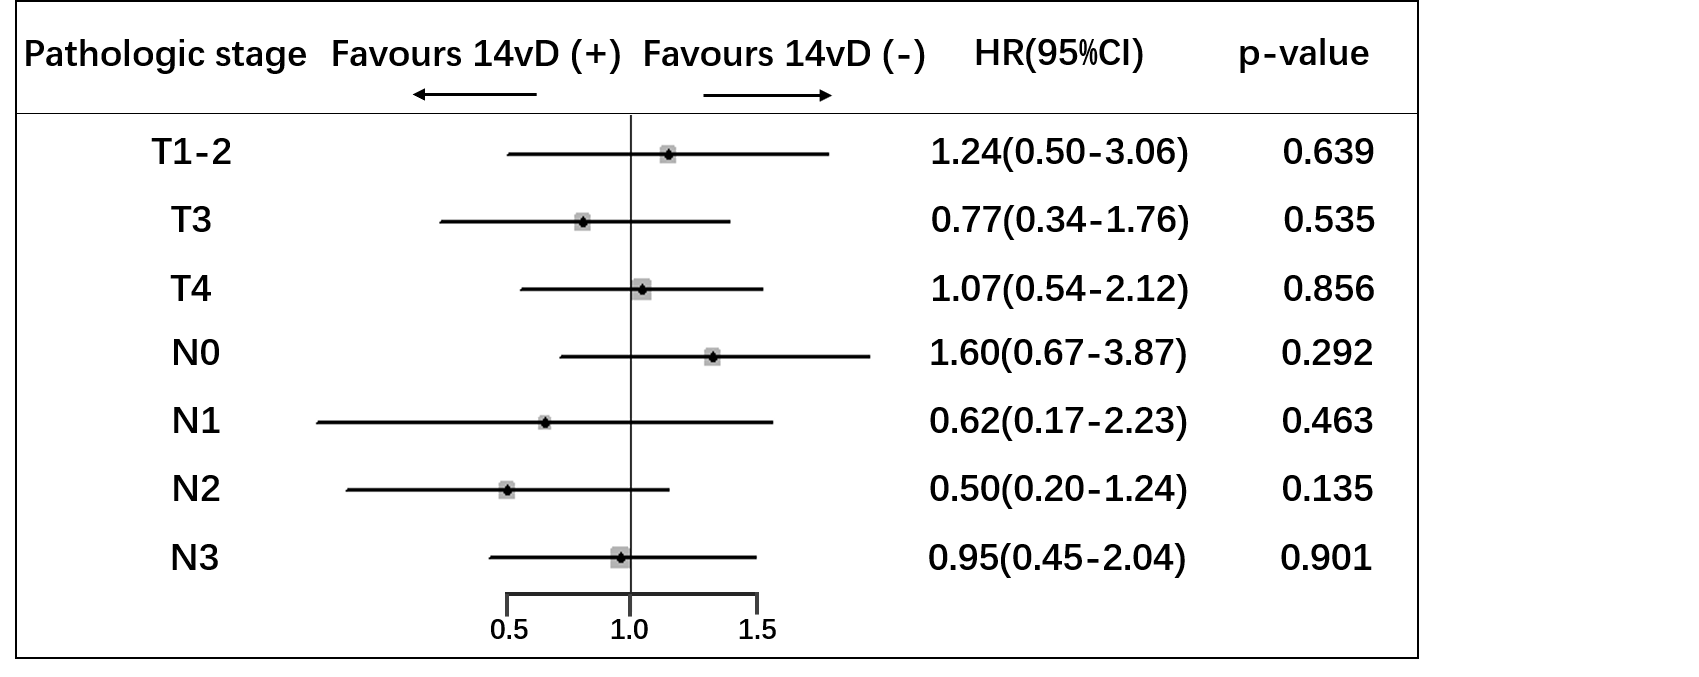 Pathologic stage Favours 14vD (+) Favours 14vD (-) HR(95%CI) p-value
T1-2 1.24(0.50-3.06) 0.639
T3 0.77(0.34-1.76) 0.535
T4 1.07(0.54-2.12) 0.856
N0 1.60(0.67-3.87) 0.292
N1 0.62(0.17-2.23) 0.463
N2 0.50(0.20-1.24) 0.135
N3 0.95(0.45-2.04) 0.901
0.5 1.0 1.5